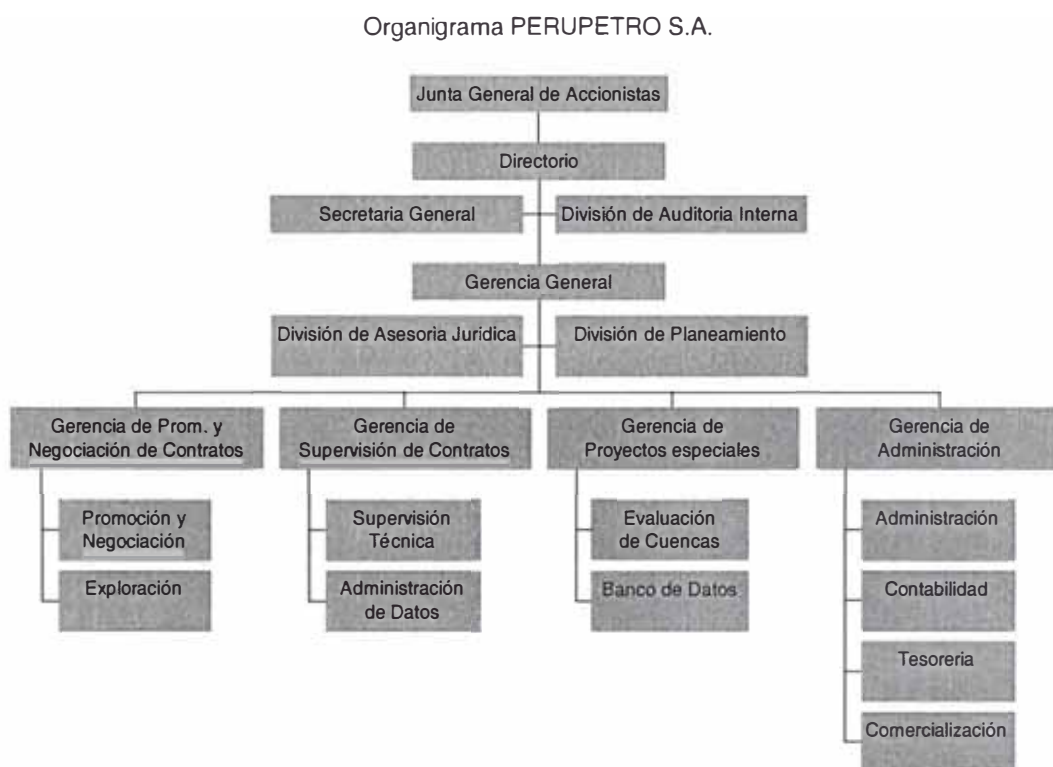 Organigrama PERUPETRO S.A.
Junta General de Accionistas
Directorio
Secretaria General
División de Auditoria Interna
Gerencia General
División de Asesoria Juridica
División de Planeamiento
Gerencia de Prom. y
Negociación de Contratos
Gerencia de
Supervisión de Contratos
Gerencia de
Proyectos especiales
Gerencia de
Administración
Promoción y
Negociación
Exploración
Supervisión
Técnica
Administración
de Datos
Evaluación
de Cuencas
Banco de Datos
Administración
Contabilidad
Tesoreria
Comercialización